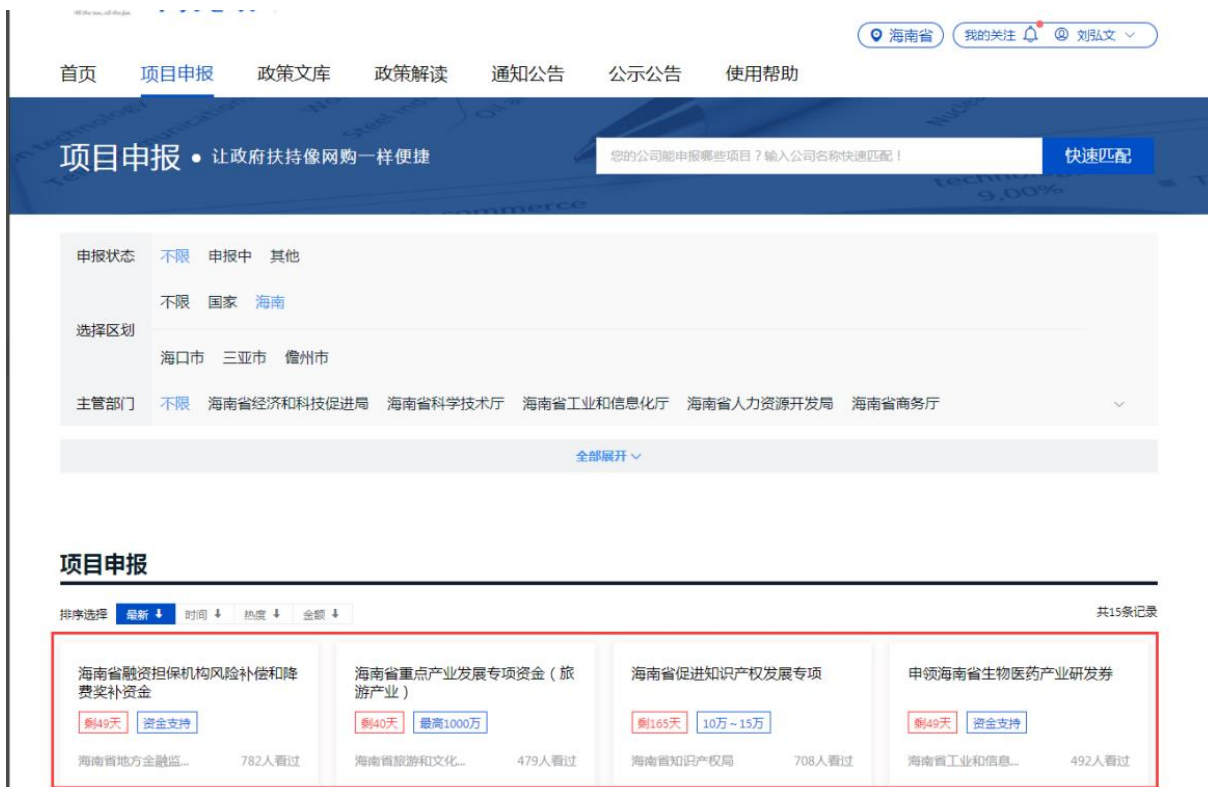 All the tax, all the fee.
海南省 我的关注 刘弘文
首页 项目申报 政策文库 政策解读 通知公告 公示公告 使用帮助
项目申报 • 让政府扶持像网购一样便捷
您的公司能申报哪些项目？输入公司名称快速匹配！ 快速匹配
technology
commerce
9,00%
申报状态 不限 申报中 其他
不限 国家 海南
选择区划
海口市 三亚市 儋州市
主管部门 不限 海南省经济和科技促进局 海南省科学技术厅 海南省工业和信息化厅 海南省人力资源开发局 海南省商务厅
全部展开
项目申报
排序选择 最新 时间 热度 金额 共15条记录
海南省融资担保机构风险补偿和降
费奖补资金
剩49天 资金支持
海南省地方金融监... 782人看过
海南省重点产业发展专项资金（旅
游产业）
剩40天 最高1000万
海南省旅游和文化... 479人看过
海南省促进知识产权发展专项
剩165天 10万～15万
海南省知识产权局 708人看过
申领海南省生物医药产业研发券
剩49天 资金支持
海南省工业和信息... 492人看过